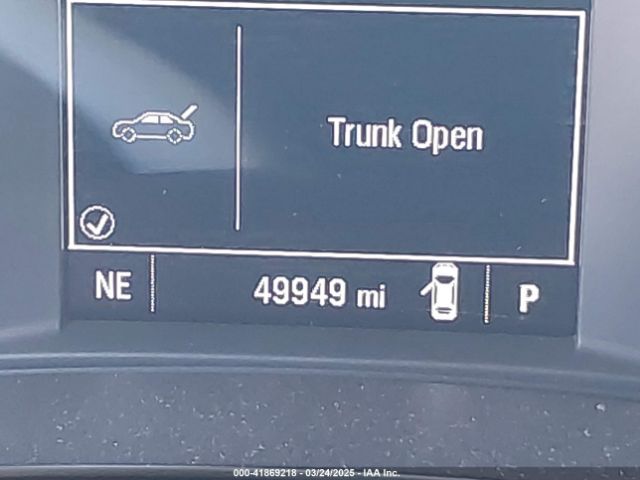 Trunk Open
NE 49949 mi P
000-41869218 - 03/24/2025 - IAA Inc.